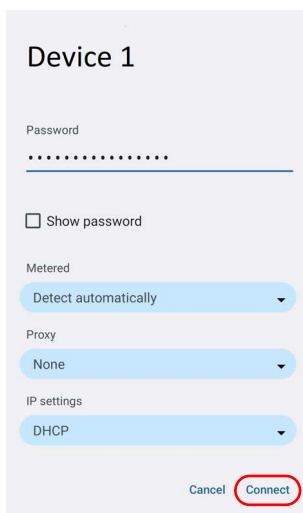 Device 1
Password
••••••••••••••••
Show password
Metered
Detect automatically
Proxy
None
IP settings
DHCP
Cancel Connect